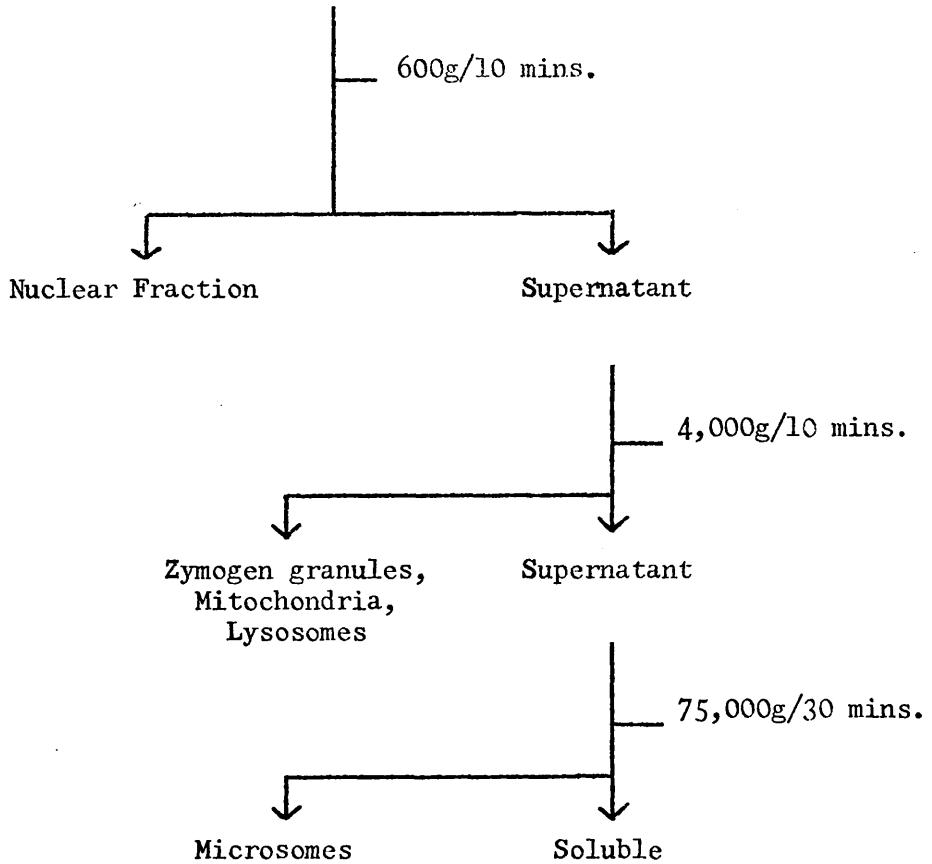 600g/10 mins.
Nuclear Fraction
Supernatant
4,000g/10 mins.
Zymogen granules,
Mitochondria,
Lysosomes
Supernatant
75,000g/30 mins.
Microsomes
Soluble